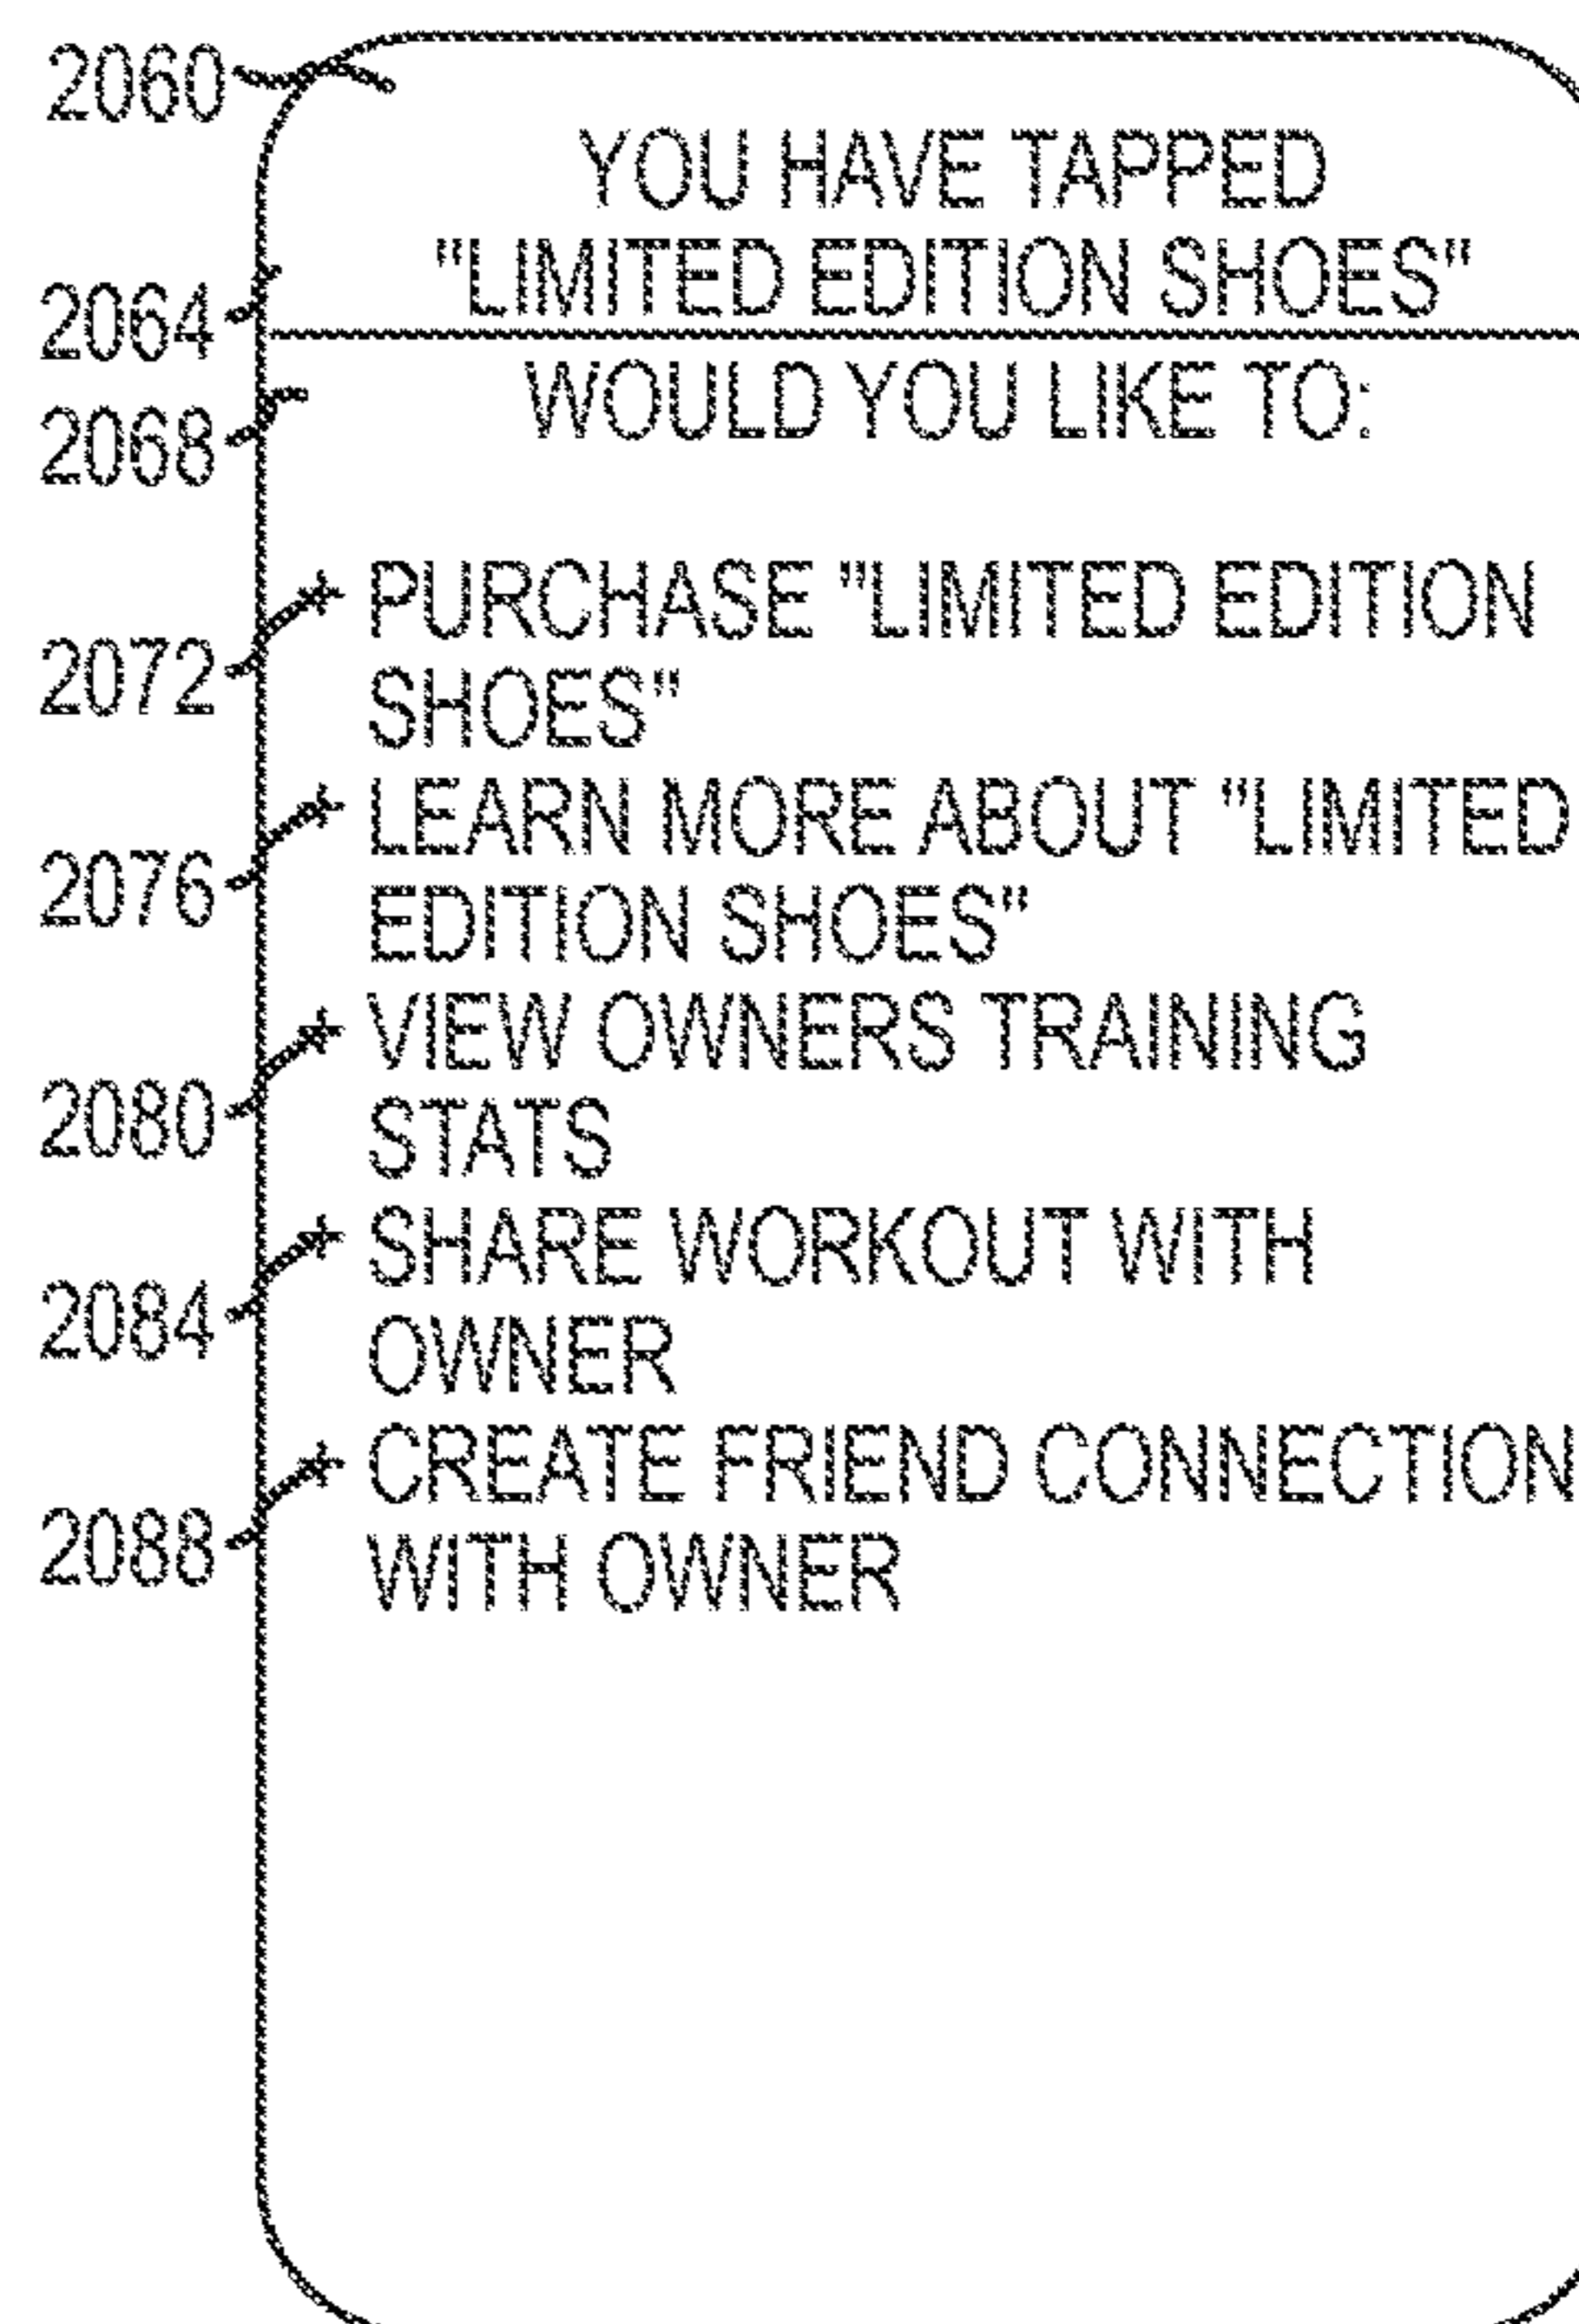 2060
YOU HAVE TAPPED
"LIMITED EDITION SHOES"
2064
2068
WOULD YOU LIKE TO:
2072
+ PURCHASE "LIMITED EDITION
SHOES"
2076
+ LEARN MORE ABOUT "LIMITED
EDITION SHOES"
2080
+ VIEW OWNERS TRAINING
STATS
2084
+ SHARE WORKOUT WITH
OWNER
2088
+ CREATE FRIEND CONNECTION
WITH OWNER